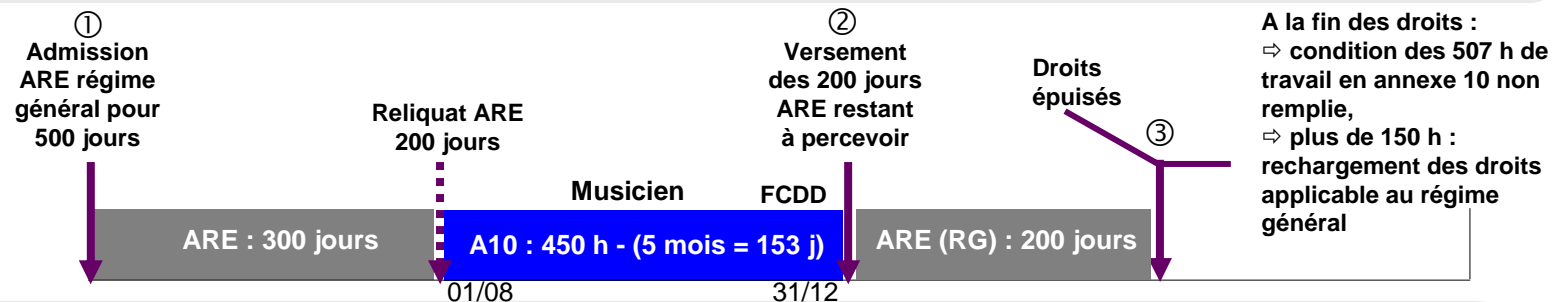 ①
Admission
ARE régime
général pour
500 jours
Reliquat ARE
200 jours
②
Versement
des 200 jours
ARE restant
à percevoir
Droits
épuisés
③
A la fin des droits :
⇨ condition des 507 h de
travail en annexe 10 non
remplie,
⇨ plus de 150 h :
rechargement des droits
applicable au régime
général
Musicien
FCDD
ARE : 300 jours
A10 : 450 h - (5 mois = 153 j)
ARE (RG) : 200 jours
01/08
31/12